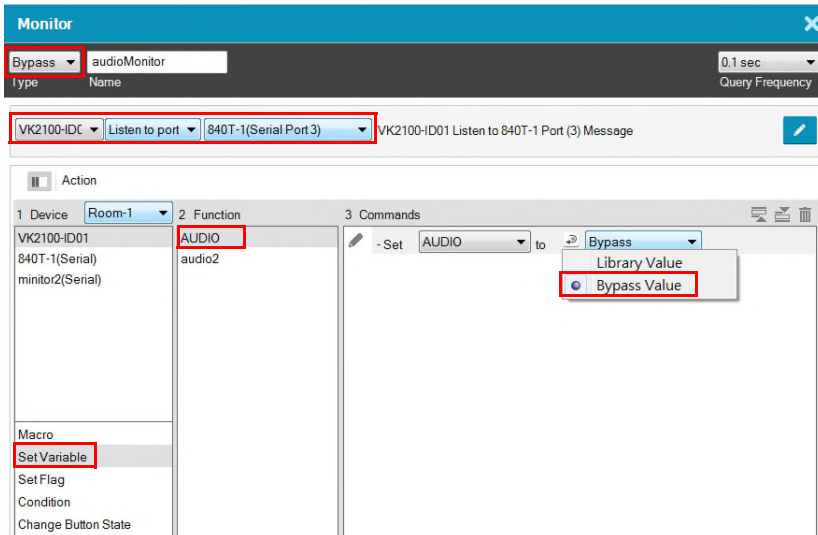 Monitor
Bypass audioMonitor 0.1 sec
Type Name Query Frequency
VK2100-ID0 Listen to port 840T-1(Serial Port 3) VK2100-ID01 Listen to 840T-1 Port (3) Message
Action
1 Device Room-1 2 Function 3 Commands
VK2100-ID01 AUDIO - Set AUDIO to Bypass
840T-1(Serial) audio2 Library Value
minitor2(Serial) Bypass Value
Macro
Set Variable
Set Flag
Condition
Change Button State